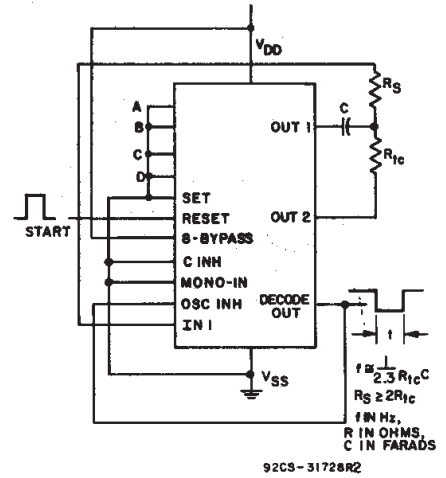 VDD
A
B
C
D
SET
RESET
8-BYPASS
C INH
MONO-IN
OSC INH
IN 1
START
OUT 1
OUT 2
DECODE
OUT
C
RS
Rtc
VSS
t
f ≅ 1/2.3 RtcC
RS ≥ 2Rtc
f IN Hz,
R IN OHMS,
C IN FARADS
92CS-31728R2